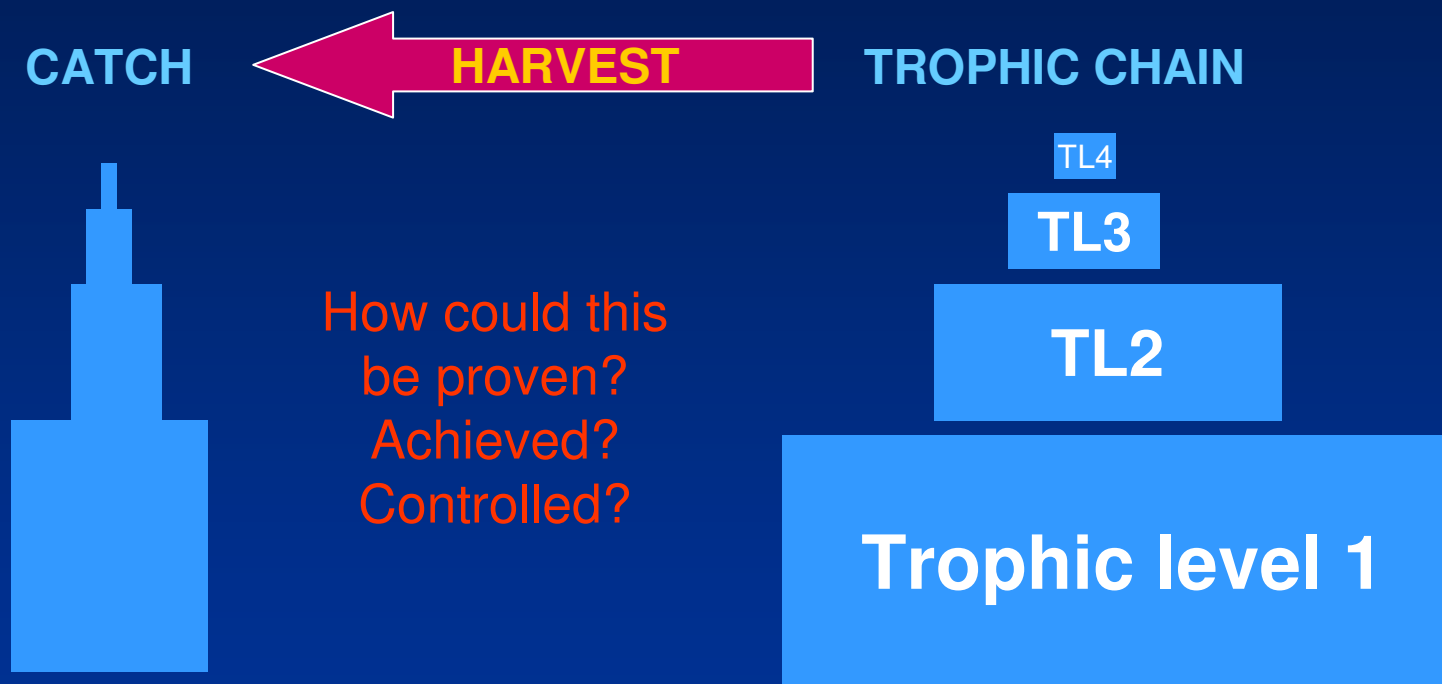 CATCH
HARVEST
TROPHIC CHAIN
TL4
TL3
How could this
be proven?
Achieved?
Controlled?
TL2
Trophic level 1